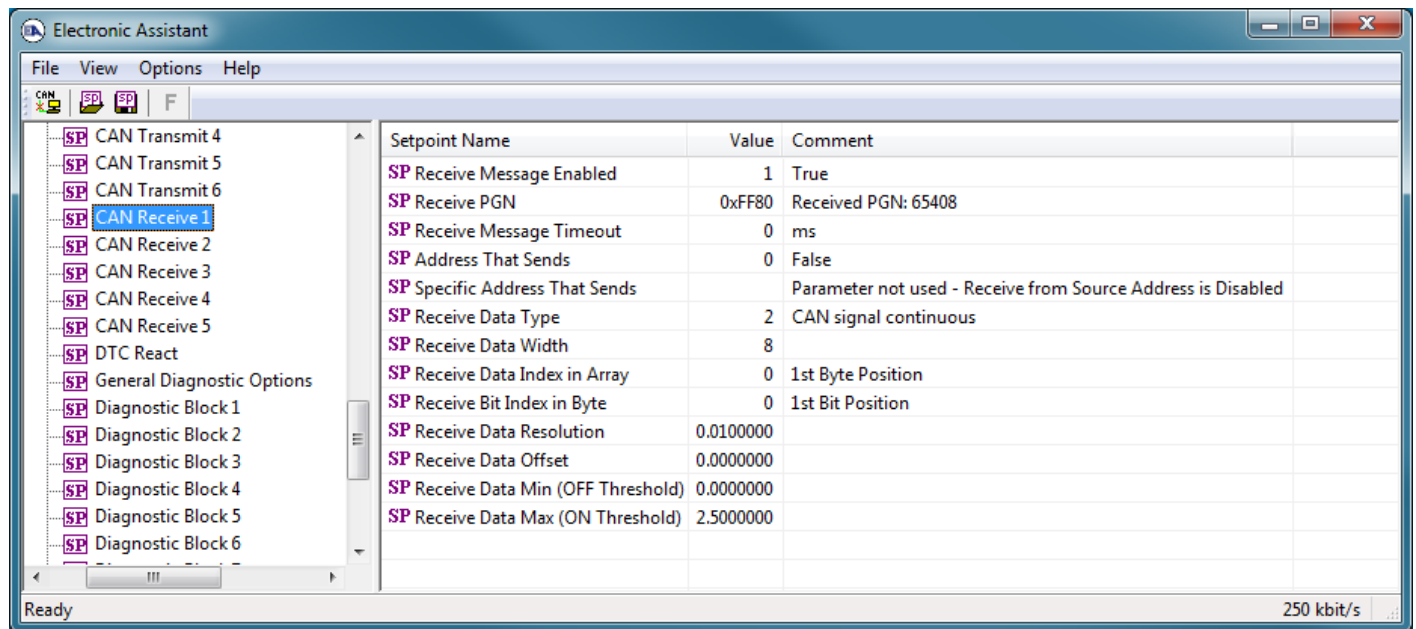 Electronic Assistant
File View Options Help
CAN SP SP F
CAN Transmit 4
CAN Transmit 5
CAN Transmit 6
CAN Receive 1
CAN Receive 2
CAN Receive 3
CAN Receive 4
CAN Receive 5
DTC React
General Diagnostic Options
Diagnostic Block 1
Diagnostic Block 2
Diagnostic Block 3
Diagnostic Block 4
Diagnostic Block 5
Diagnostic Block 6
Setpoint Name Value Comment
SP Receive Message Enabled 1 True
SP Receive PGN 0xFF80 Received PGN: 65408
SP Receive Message Timeout 0 ms
SP Address That Sends 0 False
SP Specific Address That Sends Parameter not used - Receive from Source Address is Disabled
SP Receive Data Type 2 CAN signal continuous
SP Receive Data Width 8
SP Receive Data Index in Array 0 1st Byte Position
SP Receive Bit Index in Byte 0 1st Bit Position
SP Receive Data Resolution 0.0100000
SP Receive Data Offset 0.0000000
SP Receive Data Min (OFF Threshold) 0.0000000
SP Receive Data Max (ON Threshold) 2.5000000
Ready 250 kbit/s